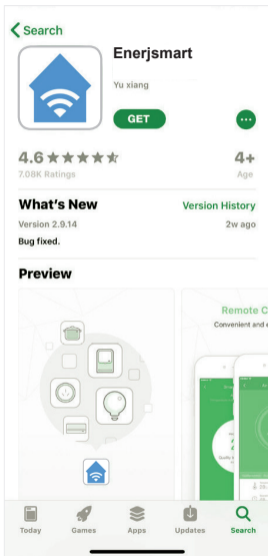 Search
Enerjsmart
Yu xiang
GET
4.6
4+
7.08K Ratings
Age
What's New
Version History
Version 2.9.14
2w ago
Bug fixed.
Preview
Remote C
Convenient and e
Today
Games
Apps
Updates
Search